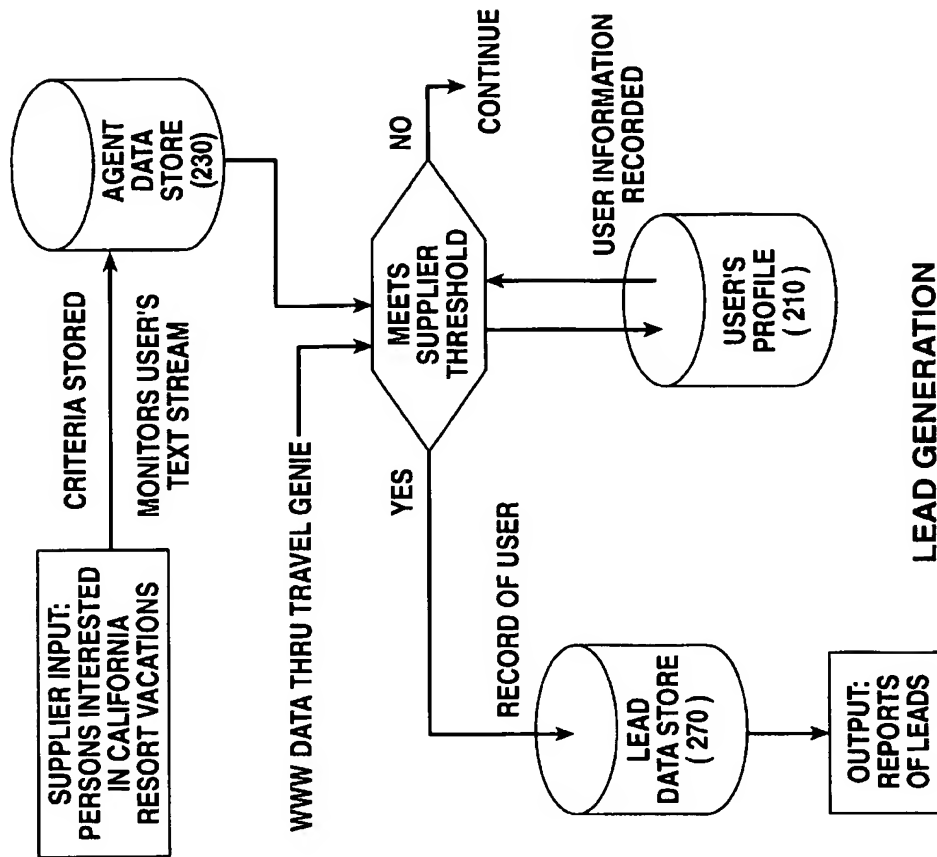 SUPPLIER INPUT:
PERSONS INTERESTED
IN CALIFORNIA
RESORT VACATIONS
CRITERIA STORED
MONITORS USER'S
TEXT STREAM
AGENT
DATA
STORE
(230)
WWW DATA THRU TRAVEL GENIE
MEETS
SUPPLIER
THRESHOLD
YES
NO
CONTINUE
RECORD OF USER
USER INFORMATION
RECORDED
LEAD
DATA STORE
( 270 )
USER'S
PROFILE
( 210 )
OUTPUT:
REPORTS
OF LEADS
LEAD GENERATION